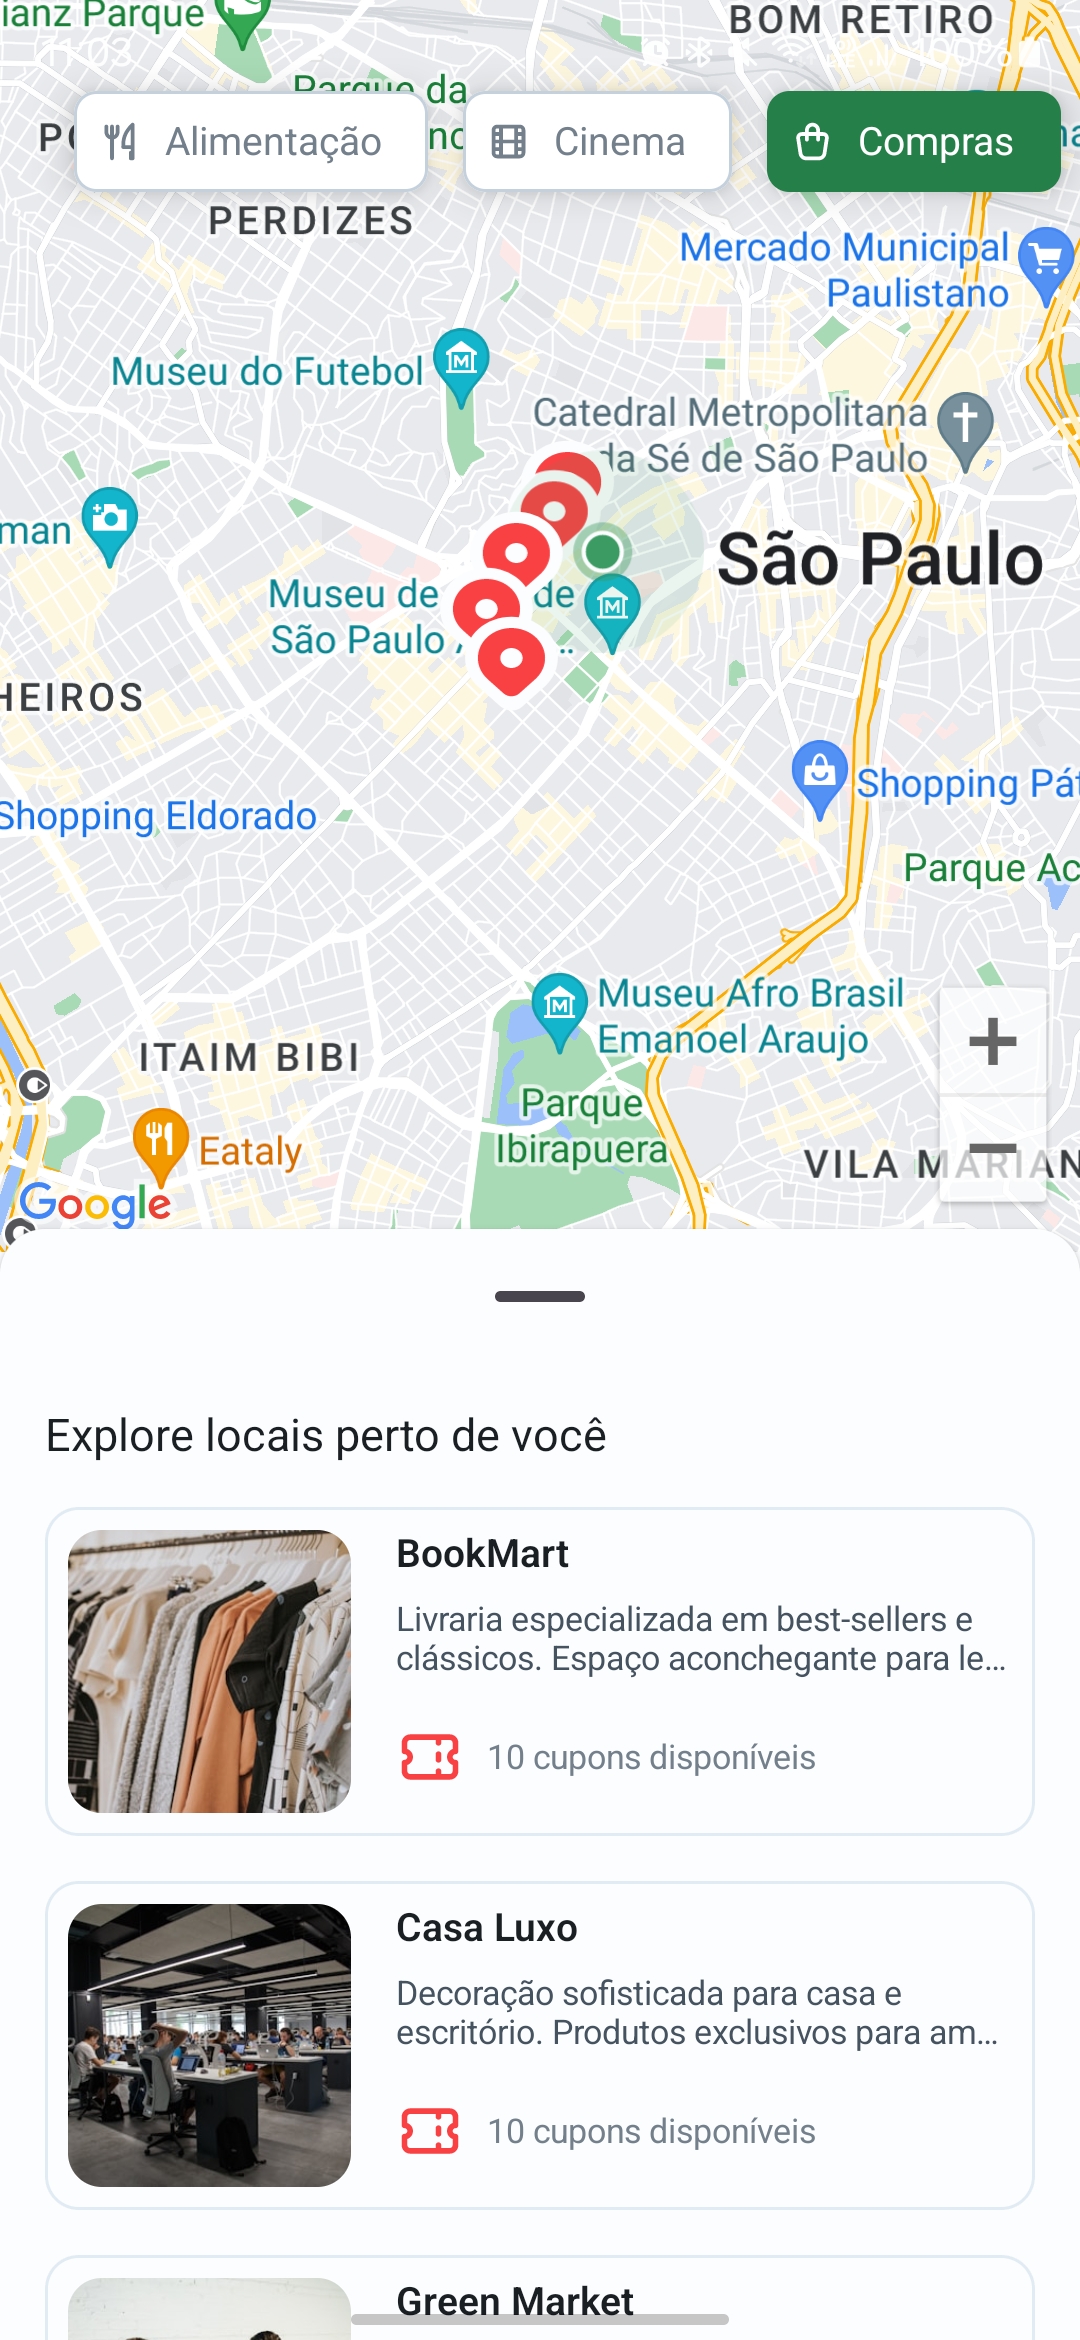 ianz Parque
BOM RETIRO
11:03
100%
Parque da
Alimentação
Cinema
Compras
PERDIZES
Mercado Municipal
Paulistano
Museu do Futebol
Catedral Metropolitana
da Sé de São Paulo
man
São Paulo
Museu de
de
São Paulo
HEIROS
Shopping Pát
Shopping Eldorado
Parque Ac
Museu Afro Brasil
Emanoel Araujo
ITAIM BIBI
Parque
Ibirapuera
Eataly
VILA MARIAN
Google
Explore locais perto de você
BookMart
Livraria especializada em best-sellers e
clássicos. Espaço aconchegante para le...
10 cupons disponíveis
Casa Luxo
Decoração sofisticada para casa e
escritório. Produtos exclusivos para am...
10 cupons disponíveis
Green Market